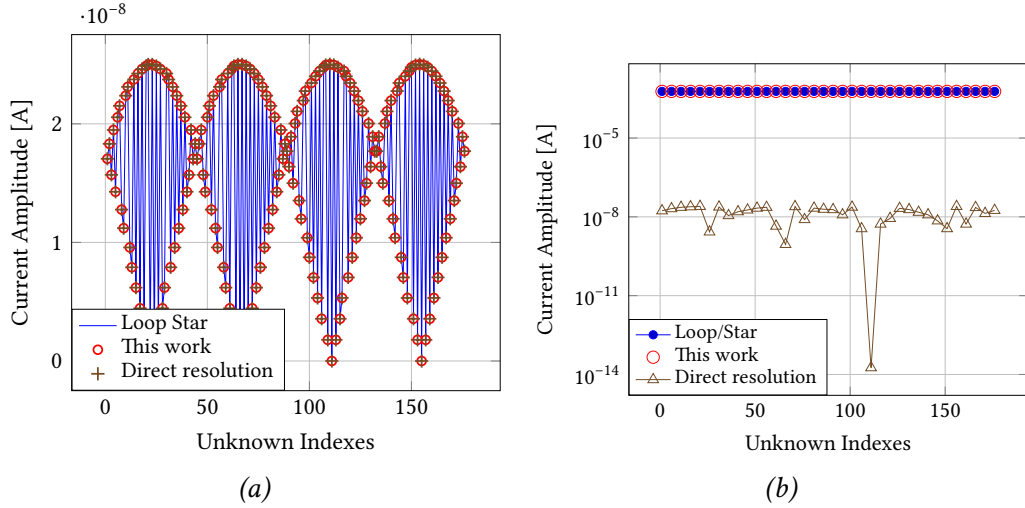 ·10⁻⁸
2
1
0
Current Amplitude [A]
Loop Star
This work
Direct resolution
0
50
100
150
Unknown Indexes
(a)
10⁻⁵
10⁻⁸
10⁻¹¹
10⁻¹⁴
Current Amplitude [A]
Loop/Star
This work
Direct resolution
0
50
100
150
Unknown Indexes
(b)